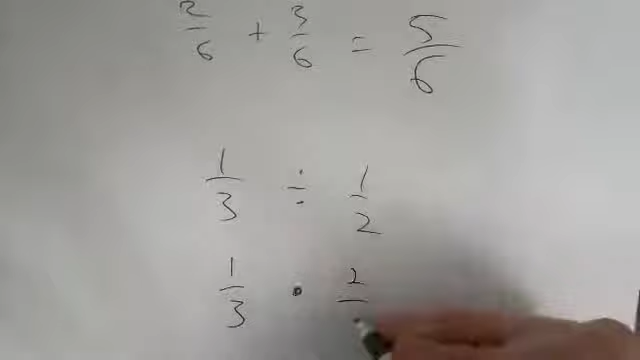 2/6 + 3/6 = 5/6
1/3 ÷ 1/2
1/3 · 2/